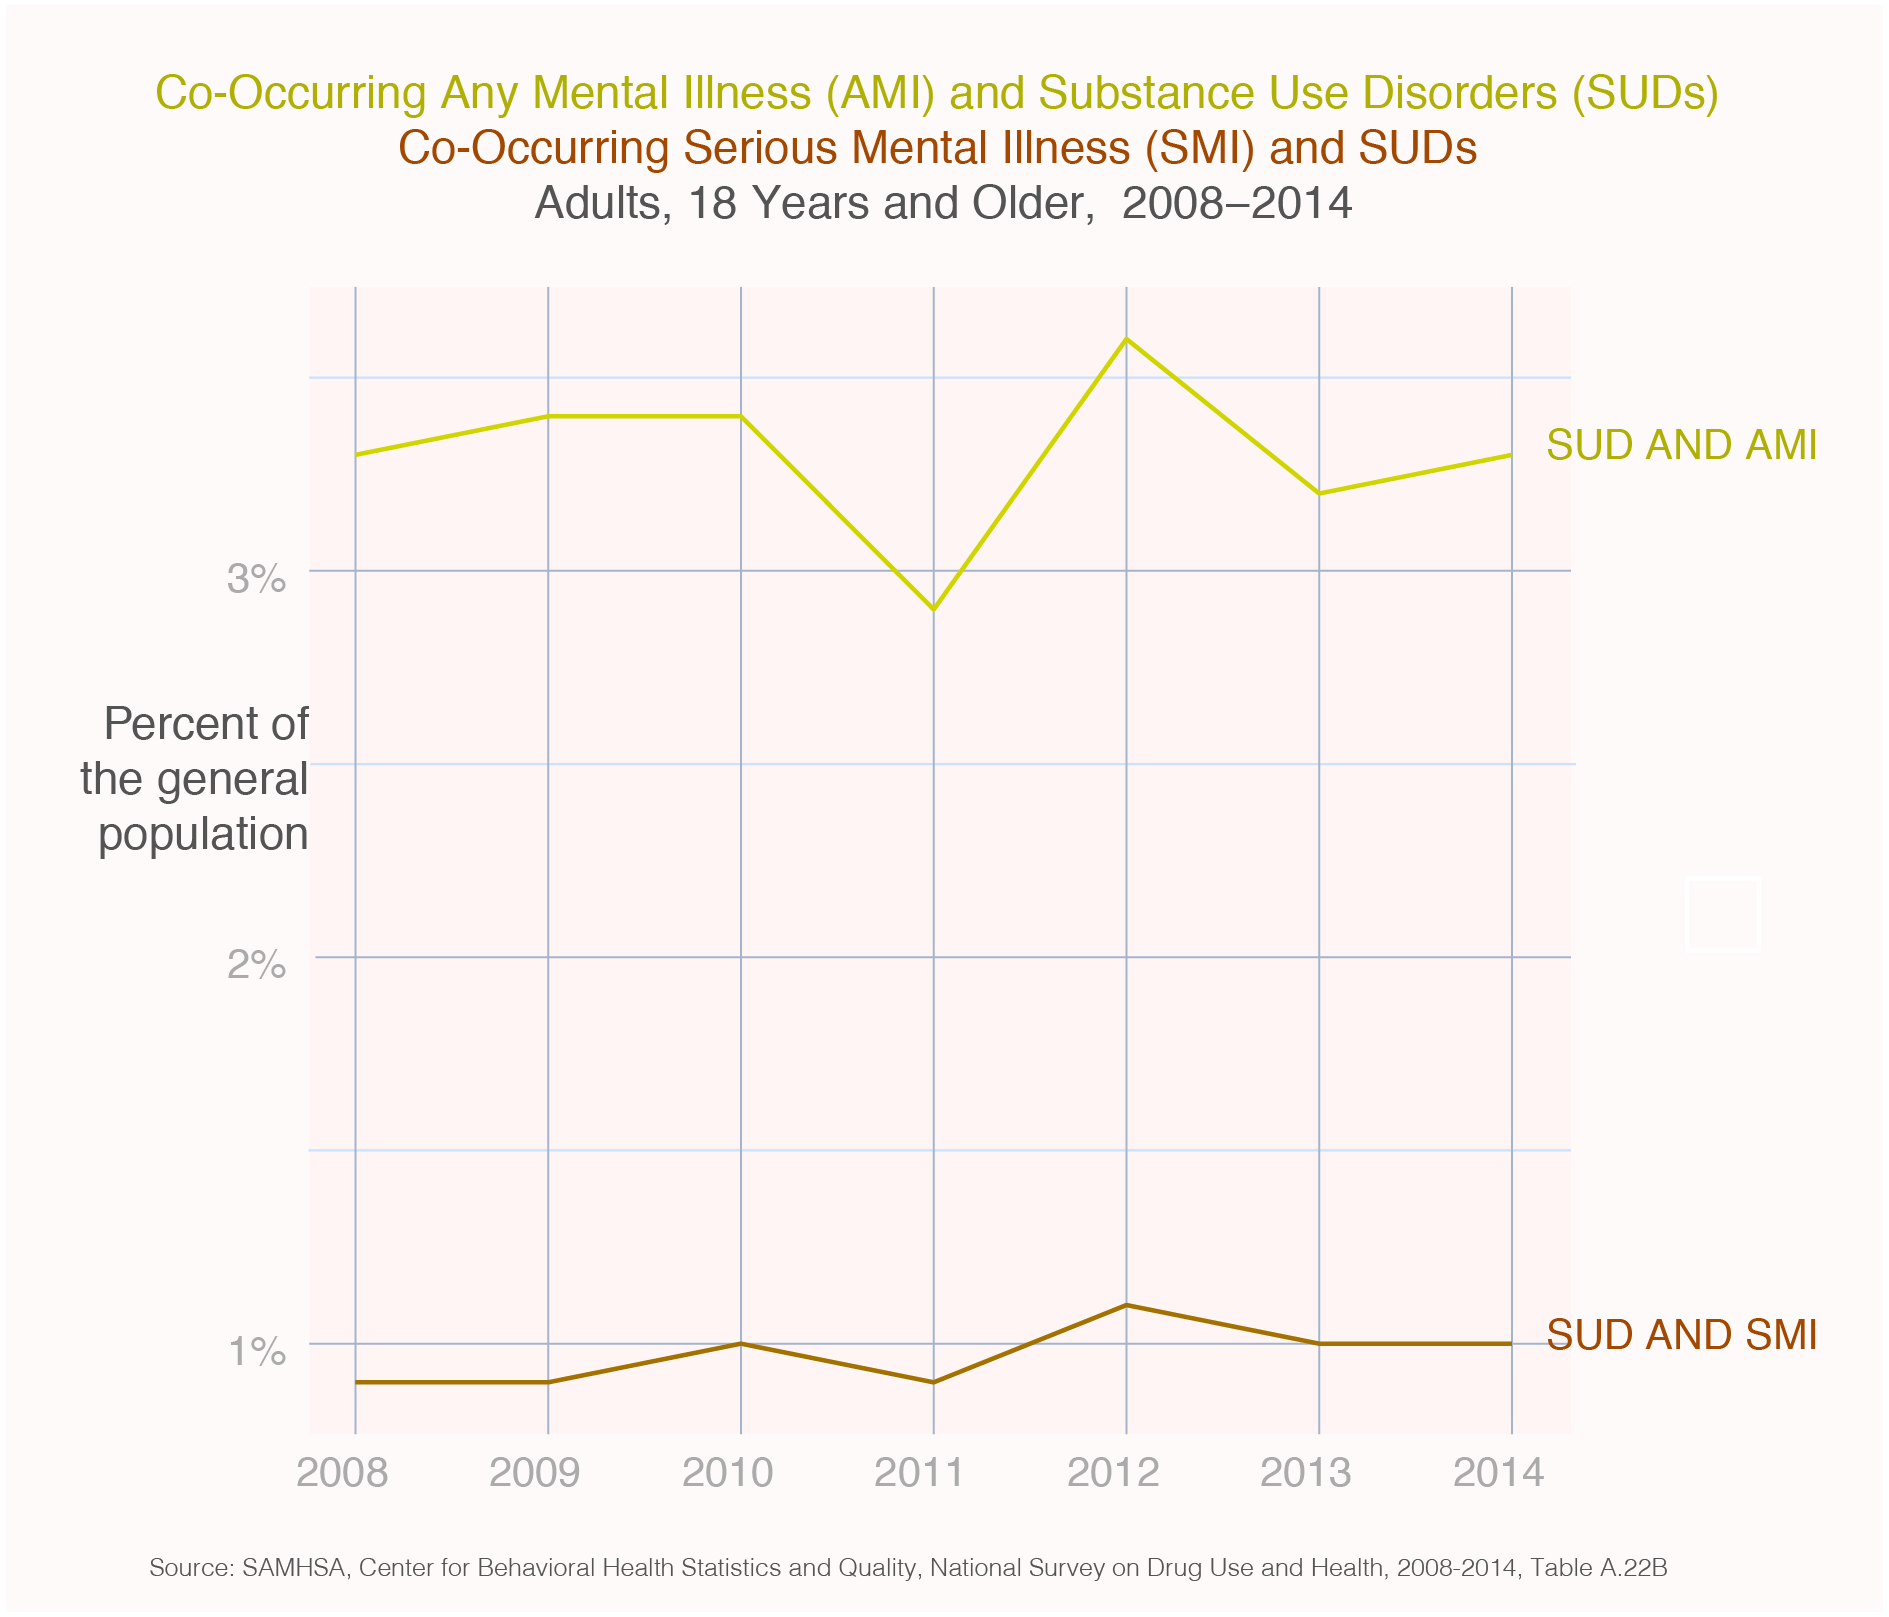 Co-Occurring Any Mental Illness (AMI) and Substance Use Disorders (SUDs)
Co-Occurring Serious Mental Illness (SMI) and SUDs
Adults, 18 Years and Older, 2008–2014
SUD AND AMI
3%
Percent of
the general
population
2%
1%
SUD AND SMI
2008 2009 2010 2011 2012 2013 2014
Source: SAMHSA, Center for Behavioral Health Statistics and Quality, National Survey on Drug Use and Health, 2008-2014, Table A.22B